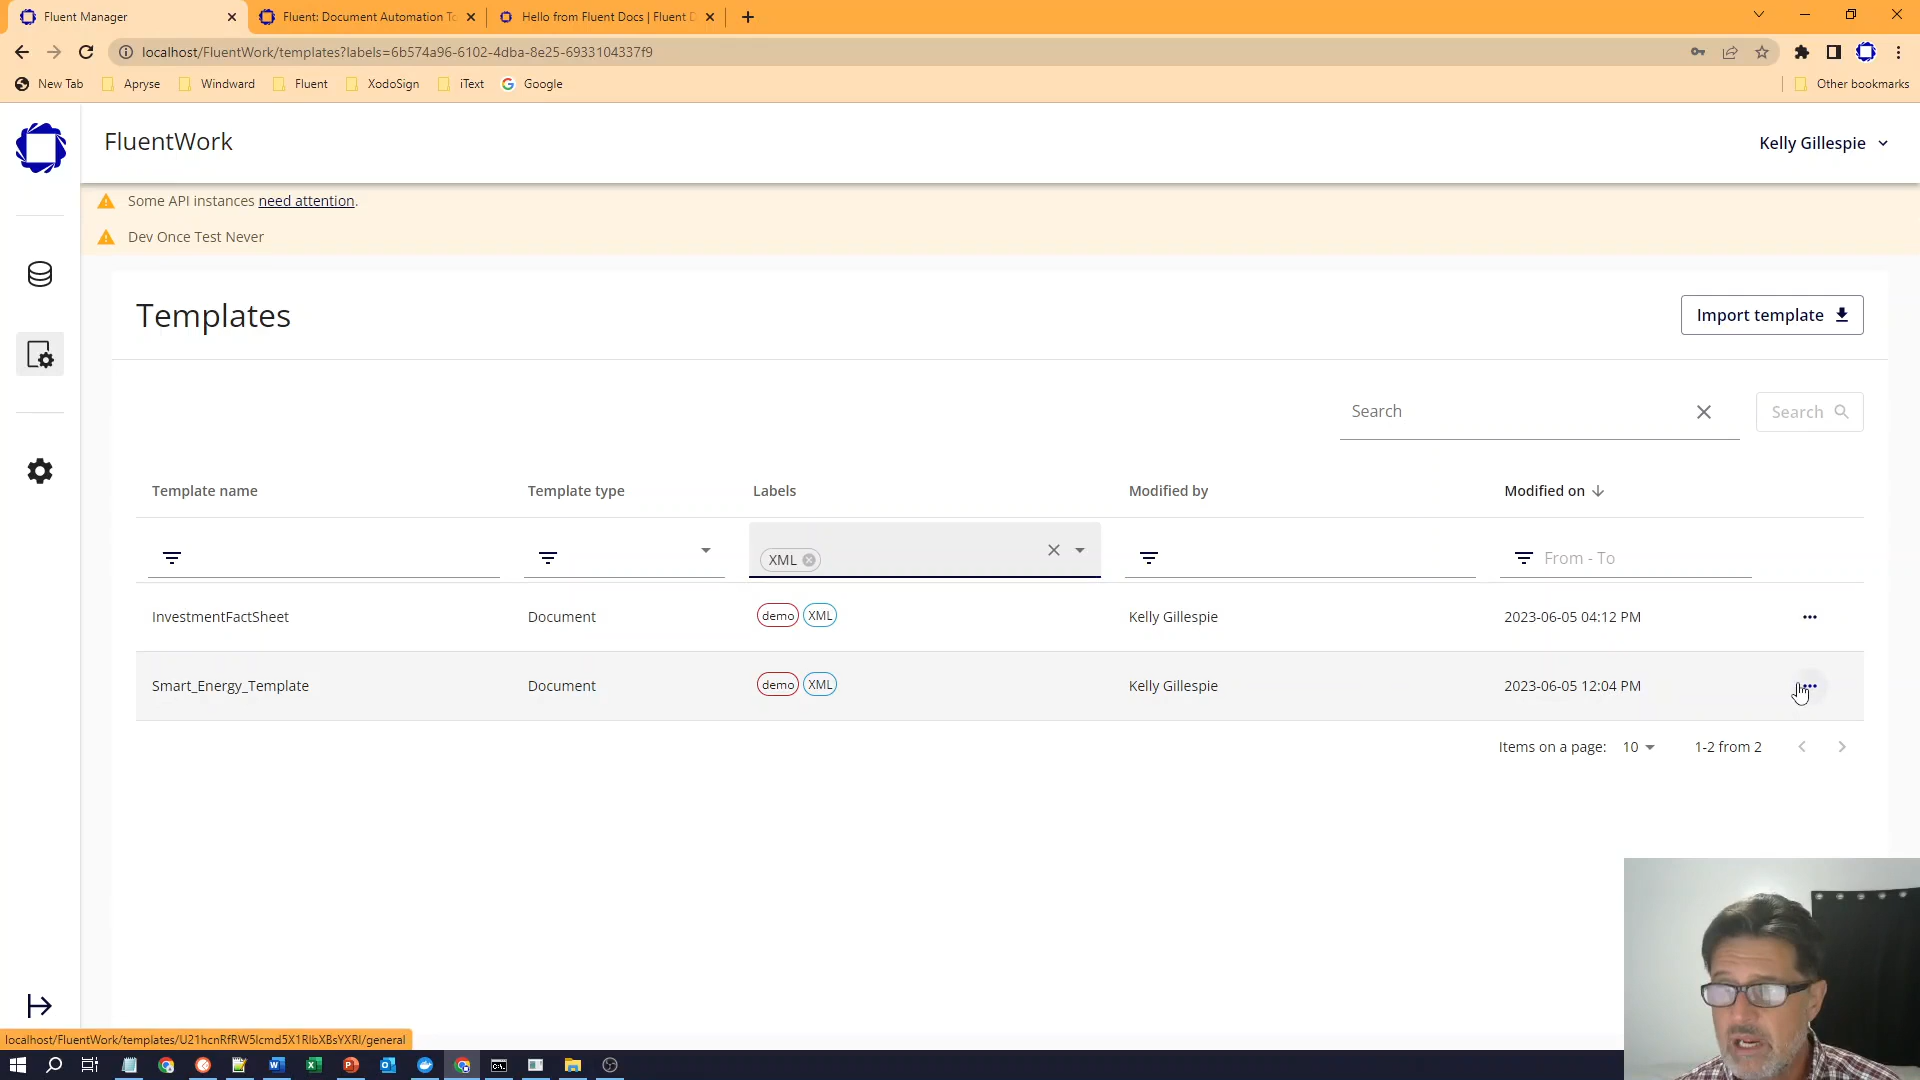 Fluent Manager
Fluent: Document Automation To
Hello from Fluent Docs | Fluent D
localhost/FluentWork/templates?labels=6b574a96-6102-4dba-8e25-6933104337f9
New Tab
Apryse
Windward
Fluent
XodoSign
iText
Google
Other bookmarks
FluentWork
Kelly Gillespie
Some API instances need attention.
Dev Once Test Never
Templates
Import template
Search
Search
Template name
Template type
Labels
Modified by
Modified on
XML
From - To
InvestmentFactSheet
Document
demo
XML
Kelly Gillespie
2023-06-05 04:12 PM
Smart_Energy_Template
Document
demo
XML
Kelly Gillespie
2023-06-05 12:04 PM
Items on a page: 10
1-2 from 2
localhost/FluentWork/templates/U21hcnRfRW5lcmd5X1RlbXBsYXRl/general